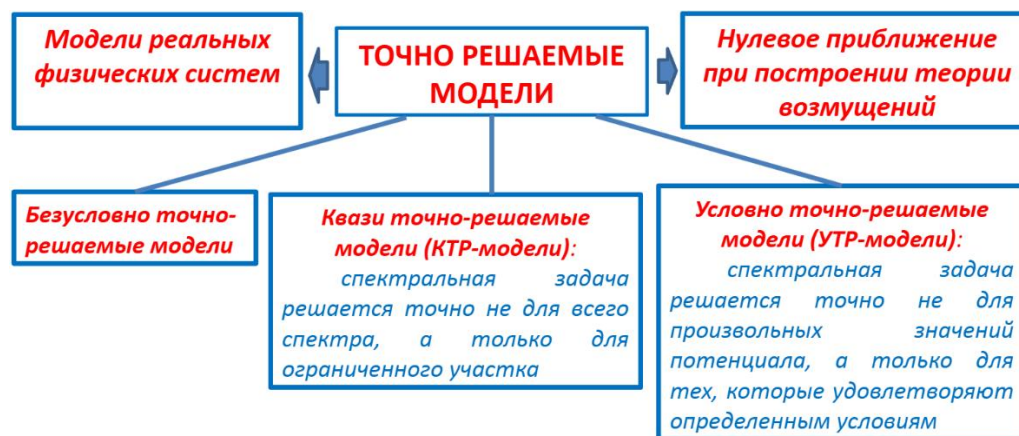 Модели реальных
физических систем
ТОЧНО РЕШАЕМЫЕ
МОДЕЛИ
Нулевое приближение
при построении теории
возмущений
Безусловно точно-
решаемые модели
Квази точно-решаемые
модели (КТР-модели):
спектральная задача
решается точно не для всего
спектра, а только для
ограниченного участка
Условно точно-решаемые
модели (УТР-модели):
спектральная задача
решается точно не для
произвольных значений
потенциала, а только для
тех, которые удовлетворяют
определенным условиям